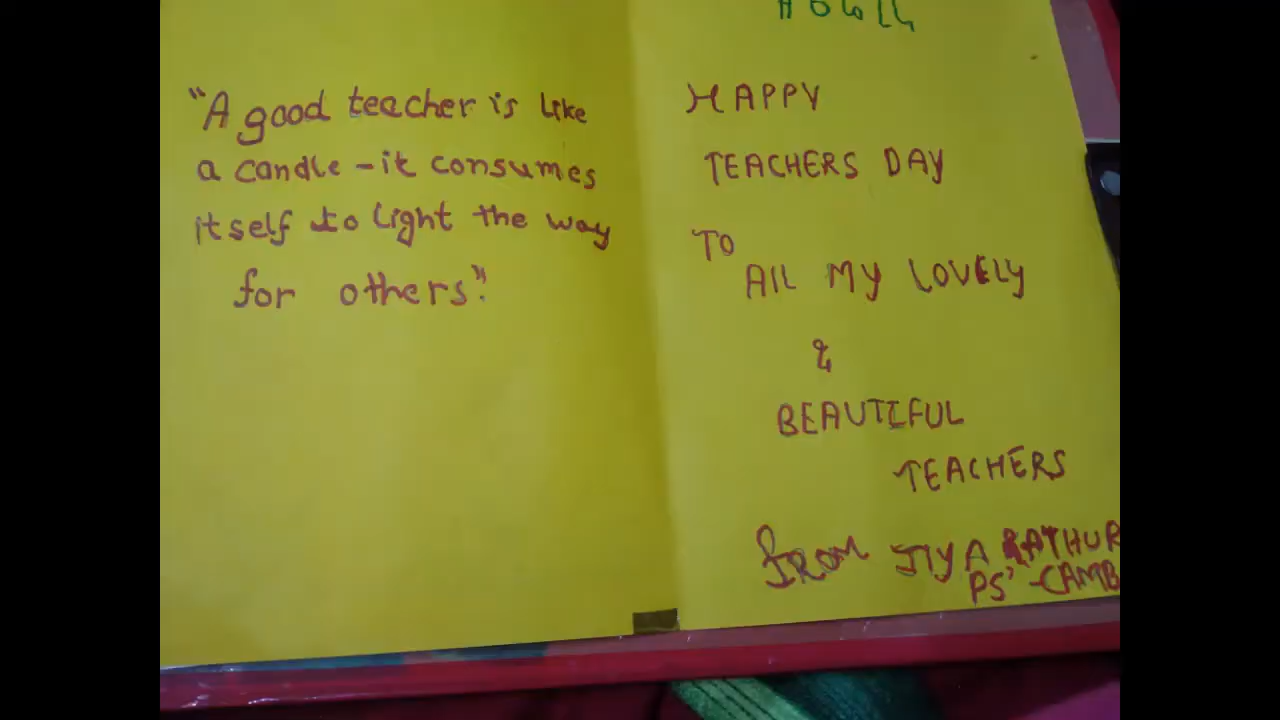 "A good teacher is like
a candle - it consumes
itself to light the way
for others".
HAPPY
TEACHERS DAY
TO
All MY LOVELY
&
BEAUTIFUL
TEACHERS
FROM JIYA RATHUR
PS'-CAMB